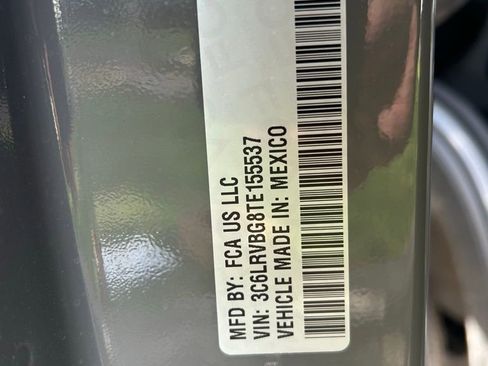 MFD BY: FCA US LLC
VIN: 3C6LRVBG8TE155537
VEHICLE MADE IN: MEXICO